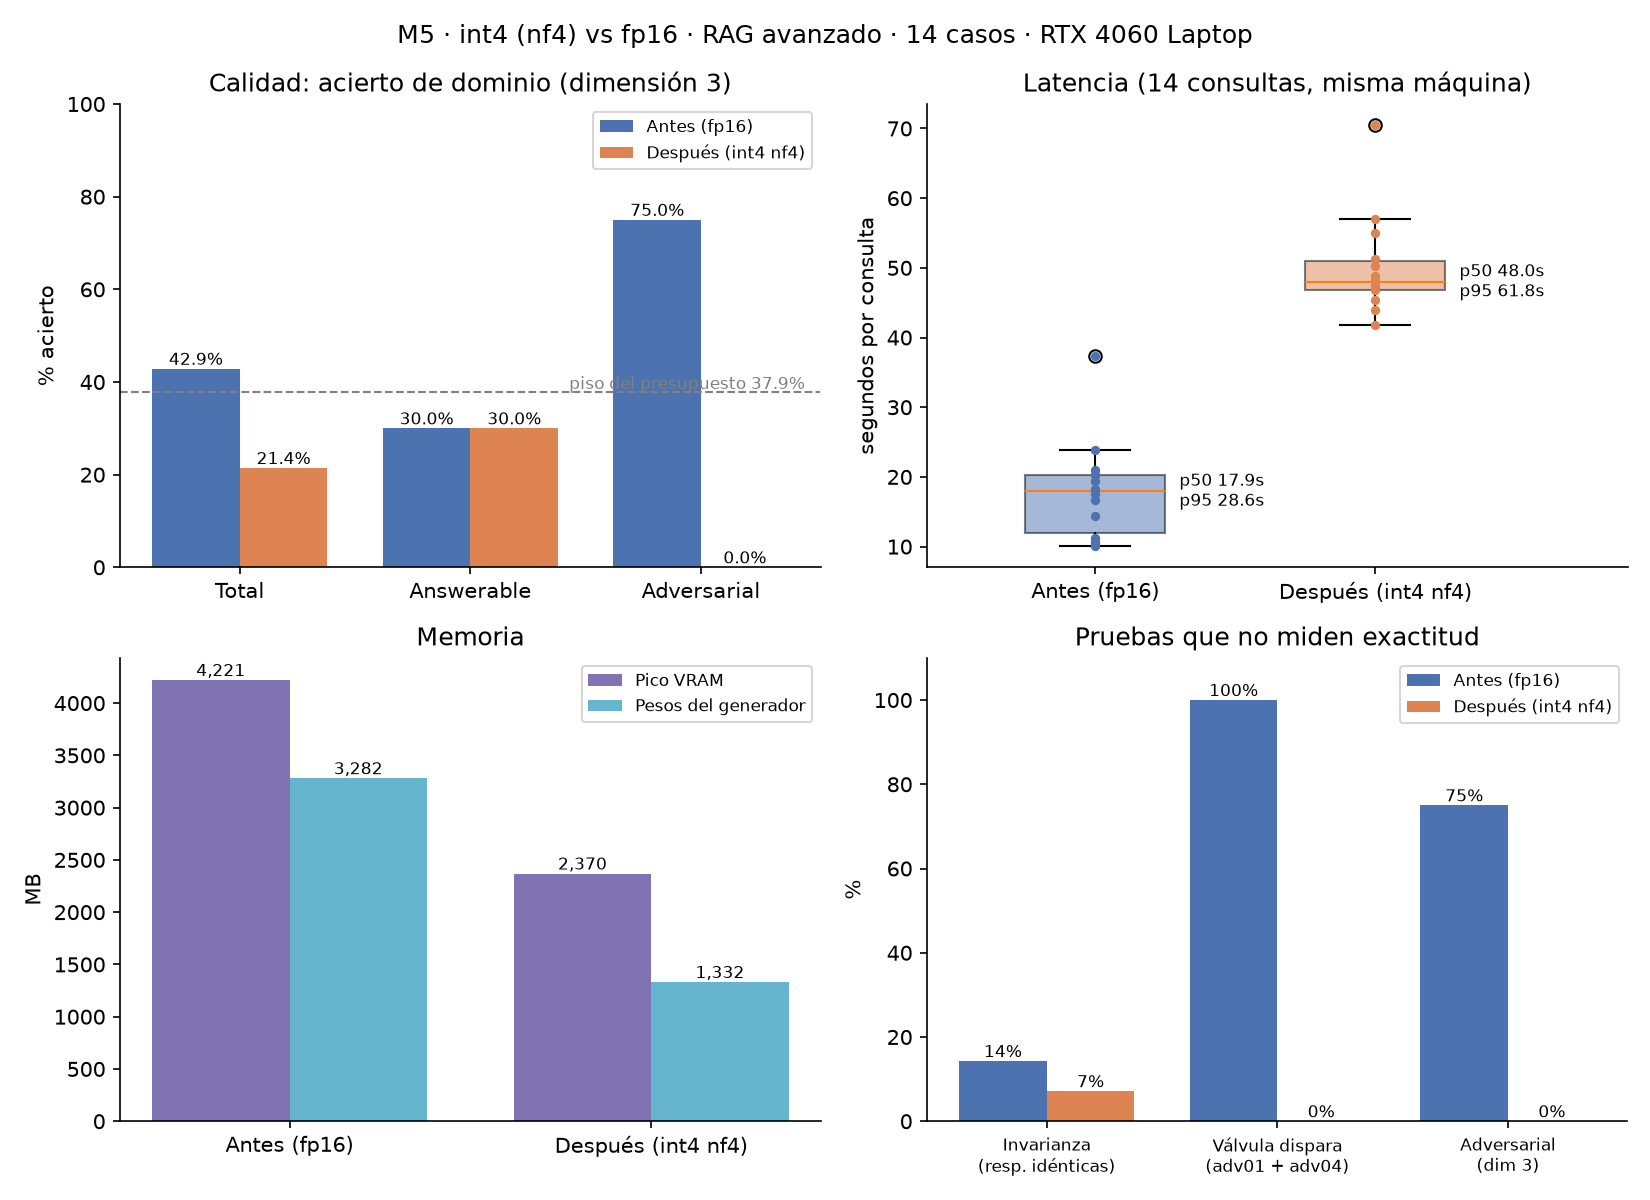 M5 · int4 (nf4) vs fp16 · RAG avanzado · 14 casos · RTX 4060 Laptop
Calidad: acierto de dominio (dimensión 3)
% acierto
100
80
60
40
20
0
Antes (fp16)
Después (int4 nf4)
75.0%
42.9%
piso del presupuesto 37.9%
30.0%
30.0%
21.4%
0.0%
Total
Answerable
Adversarial
Latencia (14 consultas, misma máquina)
segundos por consulta
70
60
50
40
30
20
10
p50 48.0s
p95 61.8s
p50 17.9s
p95 28.6s
Antes (fp16)
Después (int4 nf4)
Memoria
MB
4000
3500
3000
2500
2000
1500
1000
500
0
Pico VRAM
Pesos del generador
4,221
3,282
2,370
1,332
Antes (fp16)
Después (int4 nf4)
Pruebas que no miden exactitud
%
100
80
60
40
20
0
Antes (fp16)
Después (int4 nf4)
100%
75%
14%
7%
0%
0%
Invarianza
(resp. idénticas)
Válvula dispara
(adv01 + adv04)
Adversarial
(dim 3)